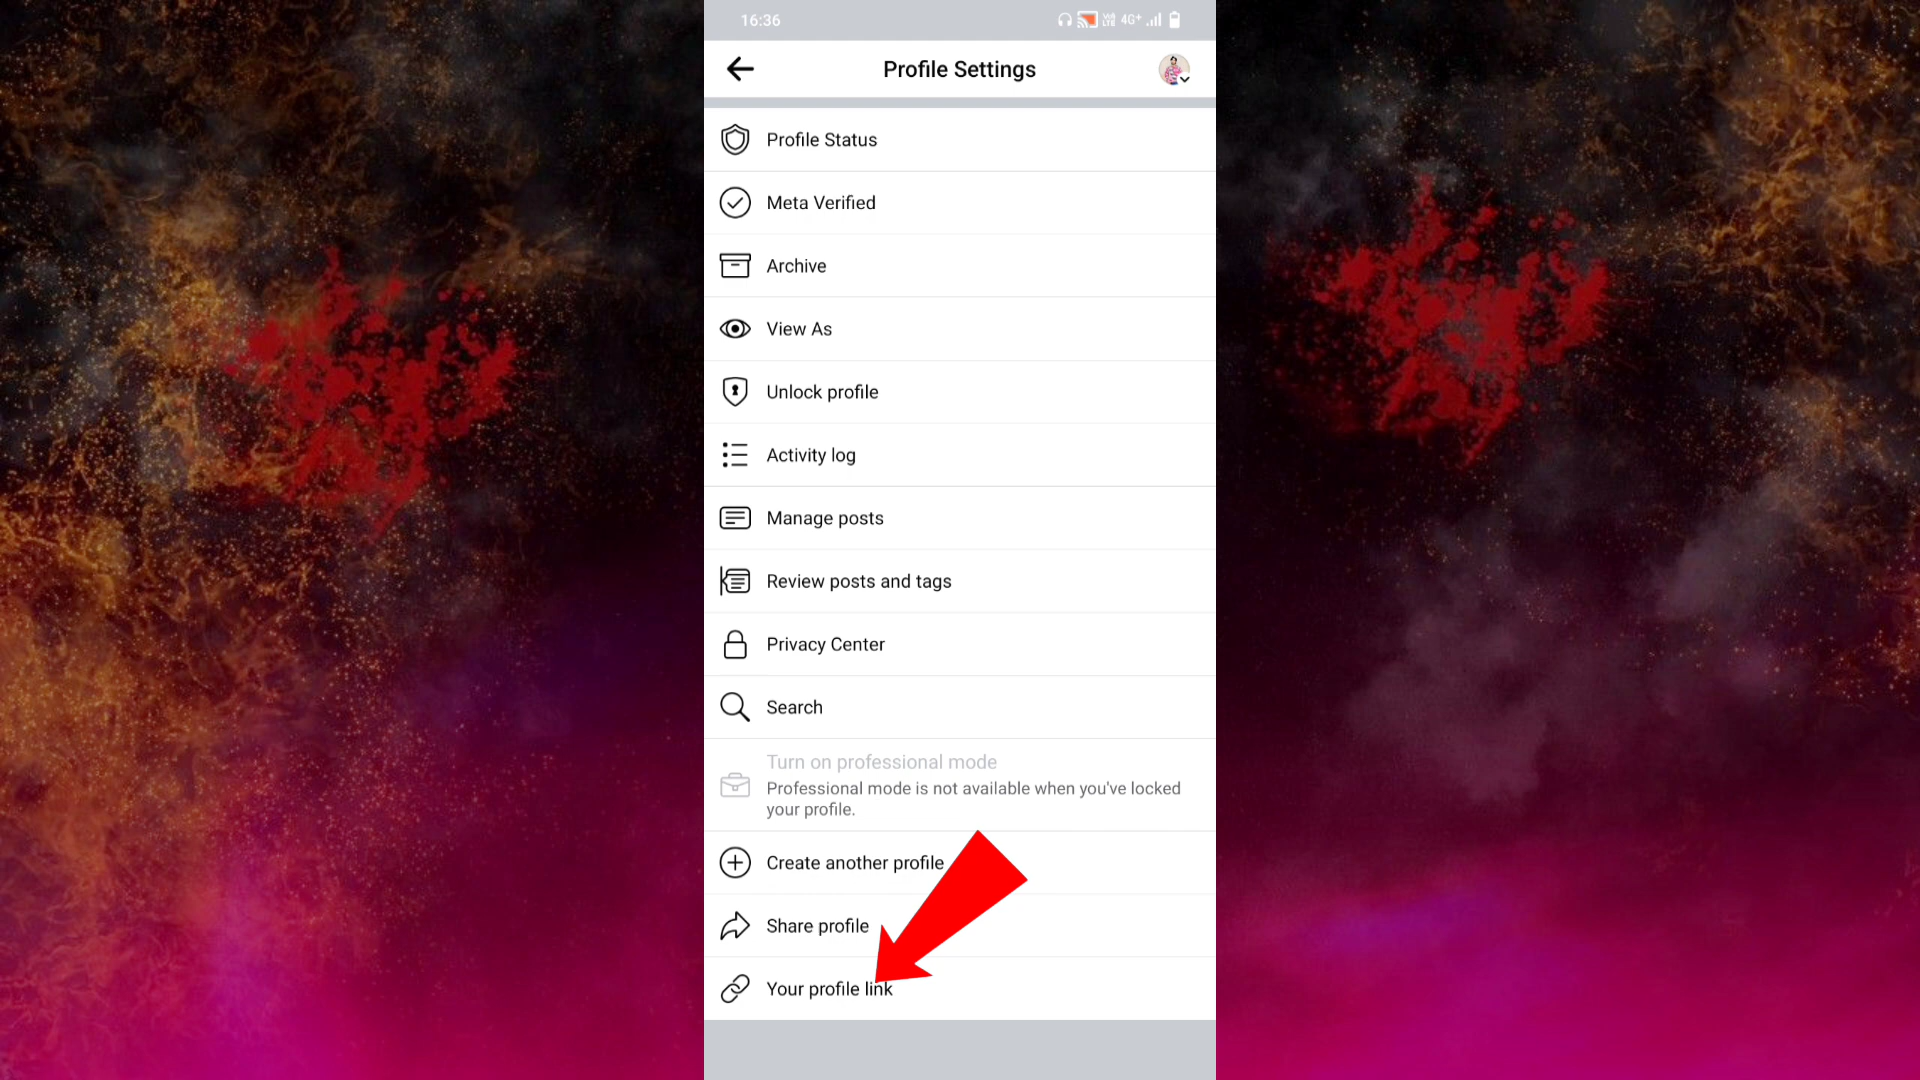 16:36
4G+
Profile Settings
Profile Status
Meta Verified
Archive
View As
Unlock profile
Activity log
Manage posts
Review posts and tags
Privacy Center
Search
Turn on professional mode
Professional mode is not available when you've locked
your profile.
Create another profile
Share profile
Your profile link